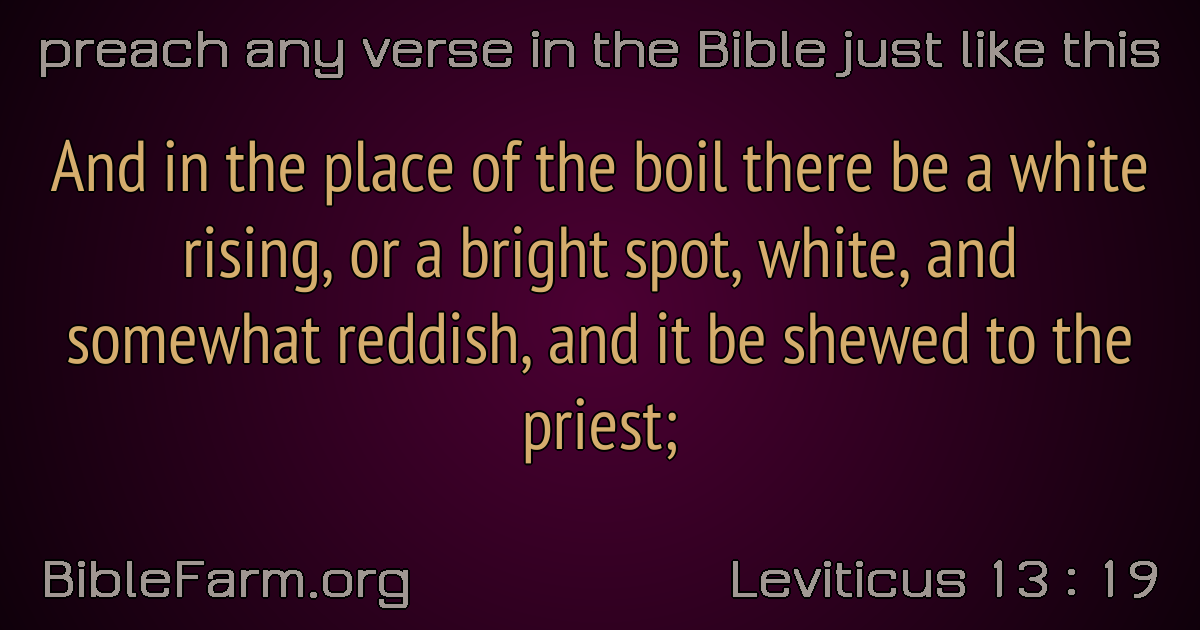 preach any verse in the Bible just like this
And in the place of the boil there be a white
rising, or a bright spot, white, and
somewhat reddish, and it be shewed to the
priest;
BibleFarm.org
Leviticus 13 : 19